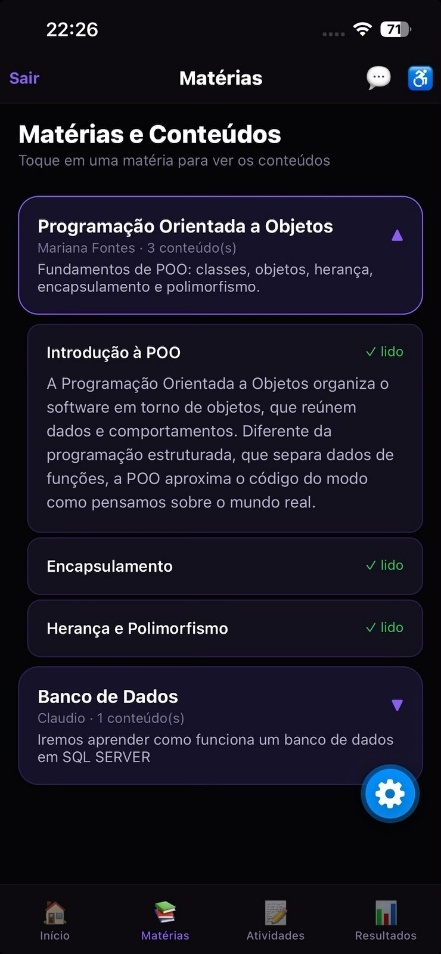 22:26
71
Sair
Matérias
Matérias e Conteúdos
Toque em uma matéria para ver os conteúdos
Programação Orientada a Objetos
Mariana Fontes · 3 conteúdo(s)
Fundamentos de POO: classes, objetos, herança,
encapsulamento e polimorfismo.
Introdução à POO
✓ lido
A Programação Orientada a Objetos organiza o
software em torno de objetos, que reúnem
dados e comportamentos. Diferente da
programação estruturada, que separa dados de
funções, a POO aproxima o código do modo
como pensamos sobre o mundo real.
Encapsulamento
✓ lido
Herança e Polimorfismo
✓ lido
Banco de Dados
Claudio · 1 conteúdo(s)
Iremos aprender como funciona um banco de dados
em SQL SERVER
Início
Matérias
Atividades
Resultados